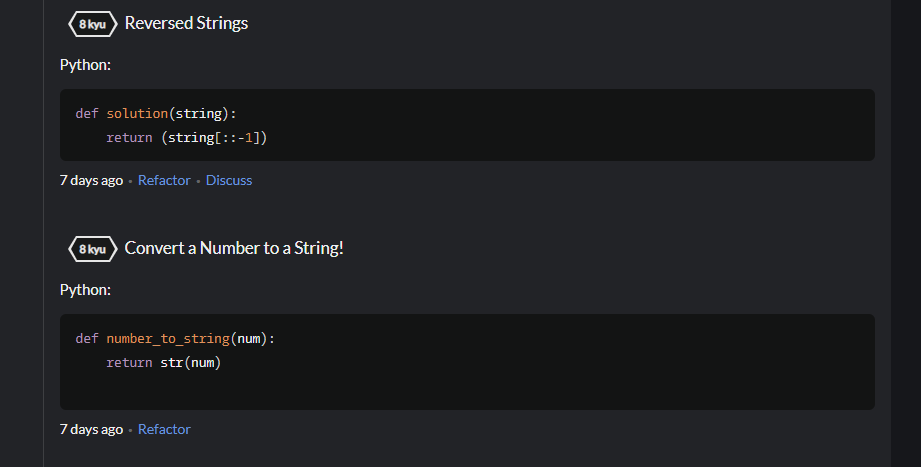 8 kyu Reversed Strings
Python:
def solution(string):
    return (string[::-1])
7 days ago • Refactor • Discuss
8 kyu Convert a Number to a String!
Python:
def number_to_string(num):
    return str(num)
7 days ago • Refactor